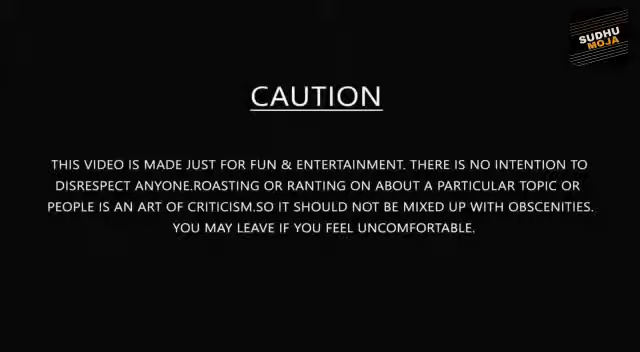 SUDHU
MOJA
CAUTION
THIS VIDEO IS MADE JUST FOR FUN & ENTERTAINMENT. THERE IS NO INTENTION TO
DISRESPECT ANYONE.ROASTING OR RANTING ON ABOUT A PARTICULAR TOPIC OR
PEOPLE IS AN ART OF CRITICISM.SO IT SHOULD NOT BE MIXED UP WITH OBSCENITIES.
YOU MAY LEAVE IF YOU FEEL UNCOMFORTABLE.